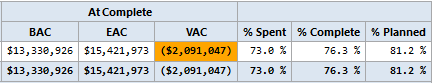 At Complete
BAC EAC VAC % Spent % Complete % Planned
$13,330,926 $15,421,973 ($2,091,047) 73.0 % 76.3 % 81.2 %
$13,330,926 $15,421,973 ($2,091,047) 73.0 % 76.3 % 81.2 %